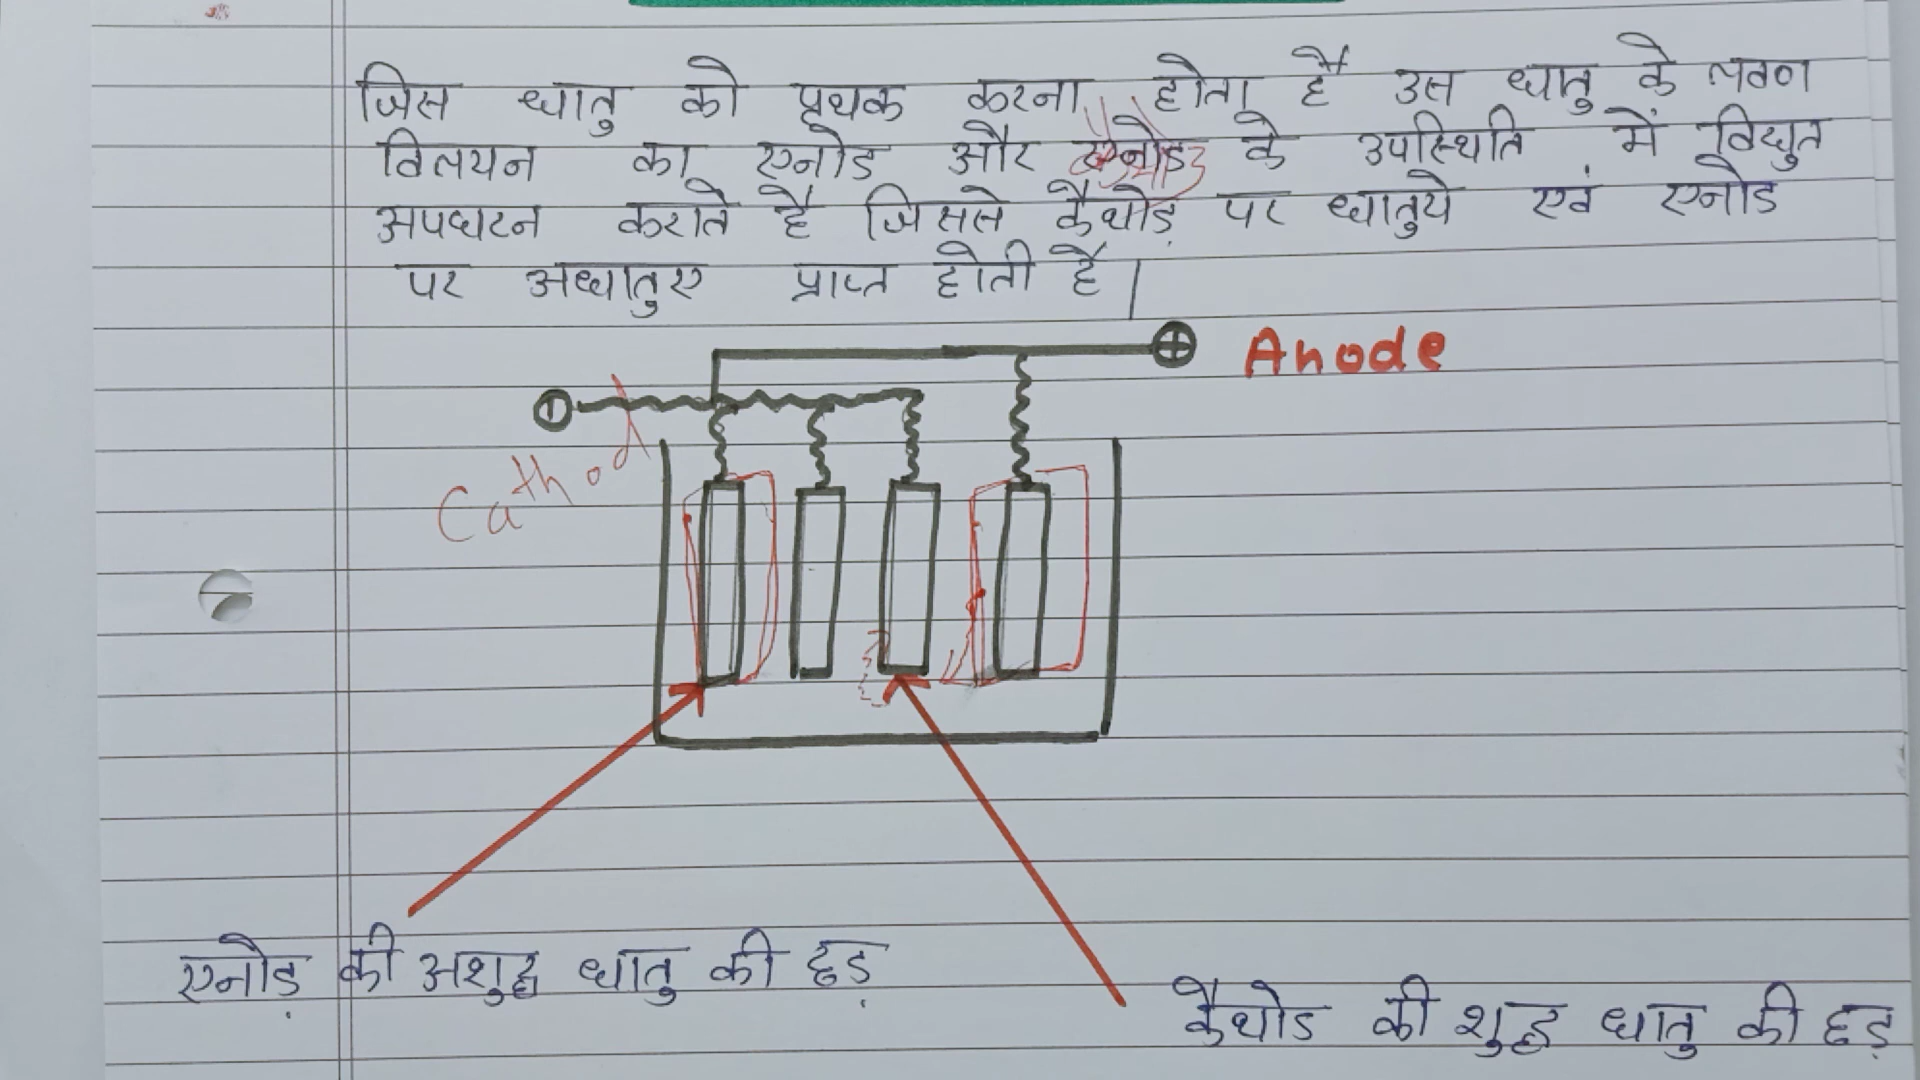 जिस धातु को पृथक करना होता है उस धातु के लवण
विलयन का एनोड और के उपस्थिति में विद्युत
अपघटन कराते है जिससे कैथोड़ पर धातुये एवं एनोड
पर अधातुए प्राप्त होती है |
Anode
Cathod
एनोड़ की अशुद्ध धातु की छड़
कैथोड की शुद्ध धातु की छड़